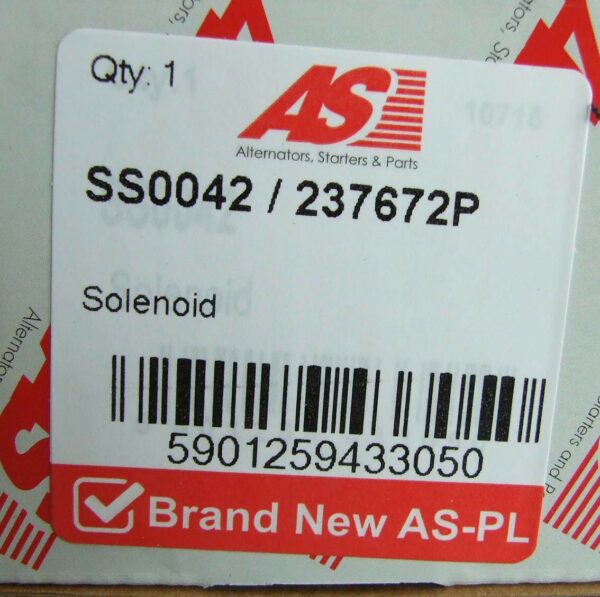 Qty: 1
AS
Alternators, Starters & Parts
SS0042 / 237672P
Solenoid
5901259433050
Brand New AS-PL